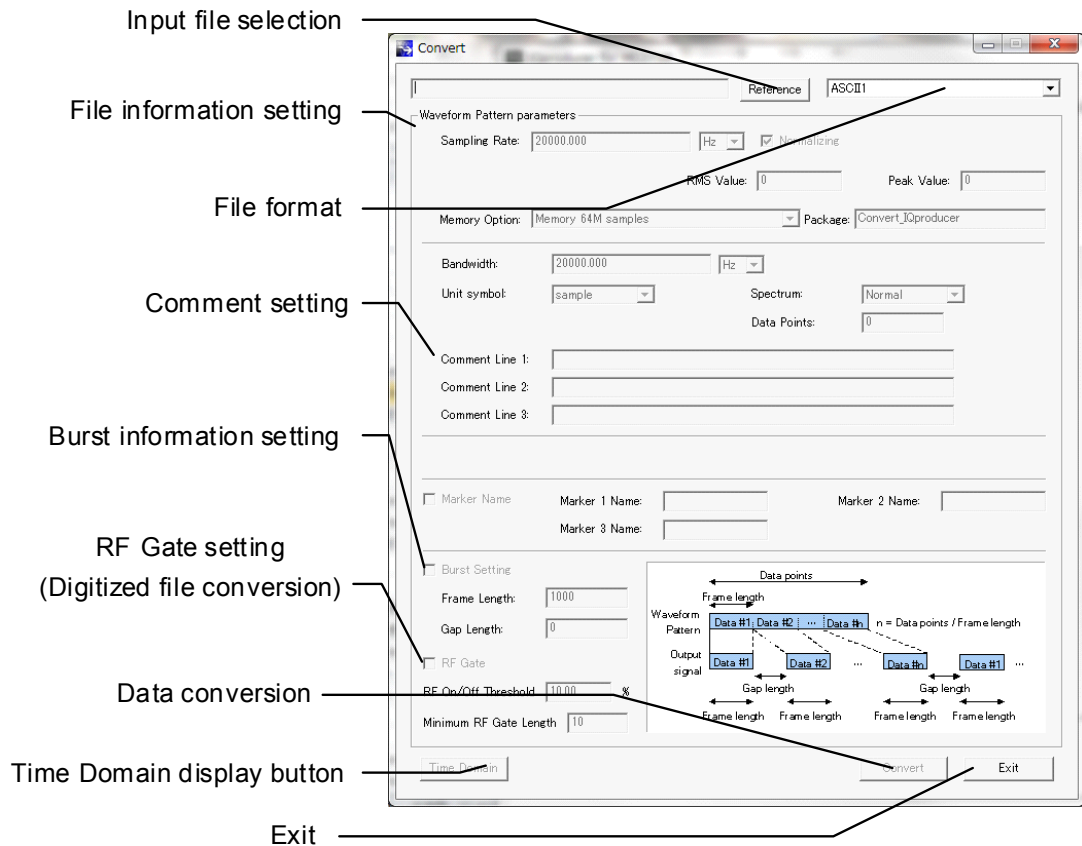 Input file selection
Convert
Reference
ASCII1
File information setting
Waveform Pattern parameters
Sampling Rate: 20000.000 Hz Normalizing
File format
RMS Value: 0 Peak Value: 0
Memory Option: Memory 64M samples Package: Convert_IQproducer
Bandwidth: 20000.000 Hz
Comment setting
Unit symbol: sample Spectrum: Normal
Data Points: 0
Comment Line 1:
Comment Line 2:
Comment Line 3:
Burst information setting
Marker Name Marker 1 Name: Marker 2 Name:
Marker 3 Name:
RF Gate setting
(Digitized file conversion)
Burst Setting
Frame Length: 1000
Gap Length: 0
RF Gate
RF On/Off Threshold 10.00 %
Minimum RF Gate Length 10
Data points
Frame length
Waveform Pattern
Data #1 Data #2 ... Data #n n = Data points / Frame length
Output signal
Data #1 Data #2 ... Data #n Data #1 ...
Gap length Gap length
Frame length Frame length Frame length Frame length
Data conversion
Time Domain display button
Time Domain
Convert
Exit
Exit